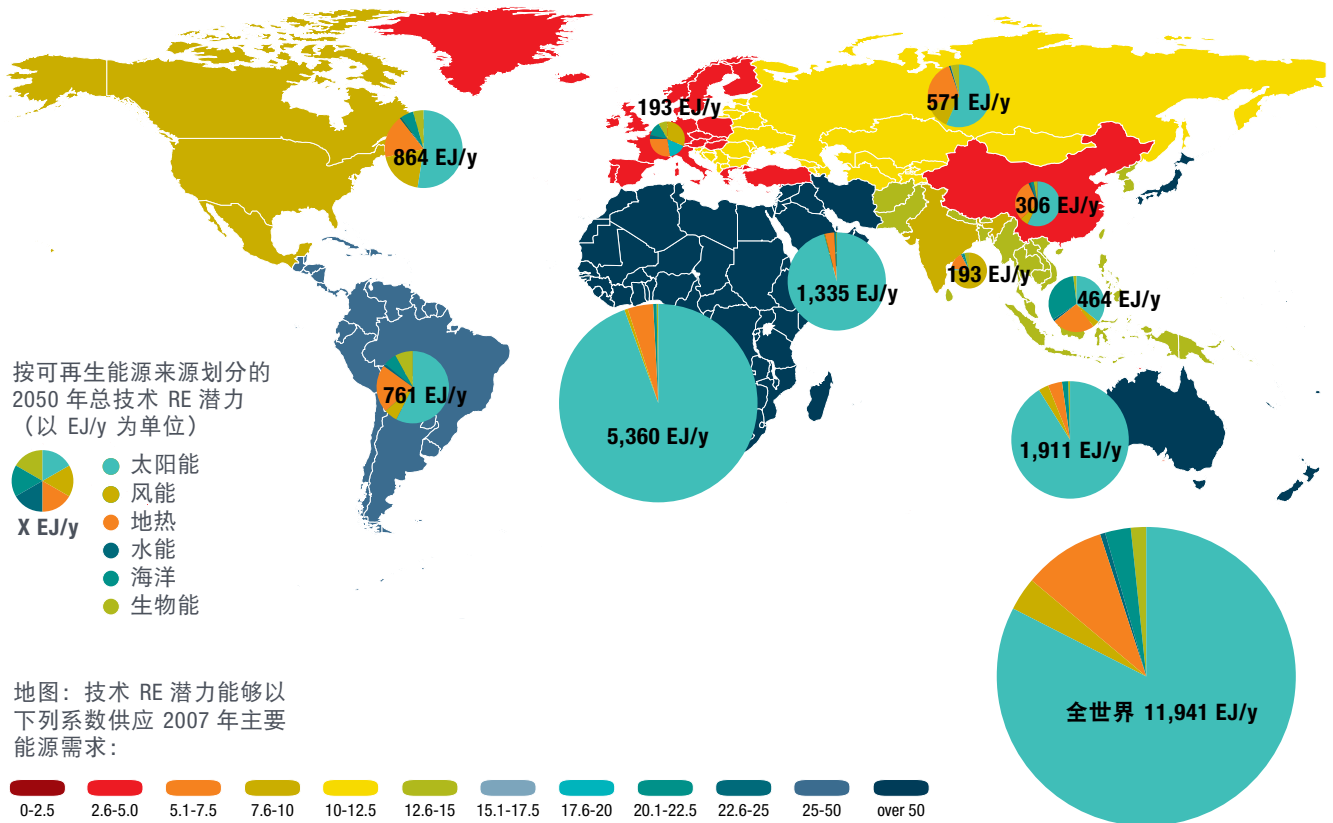 193 EJ/y
571 EJ/y
864 EJ/y
306 EJ/y
193 EJ/y
1,335 EJ/y
464 EJ/y
按可再生能源来源划分的
2050 年总技术 RE 潜力
（以 EJ/y 为单位）
761 EJ/y
5,360 EJ/y
1,911 EJ/y
太阳能
风能
地热
水能
海洋
生物能
X EJ/y
全世界 11,941 EJ/y
地图：技术 RE 潜力能够以
下列系数供应 2007 年主要
能源需求：
0-2.5 2.6-5.0 5.1-7.5 7.6-10 10-12.5 12.6-15 15.1-17.5 17.6-20 20.1-22.5 22.6-25 25-50 over 50